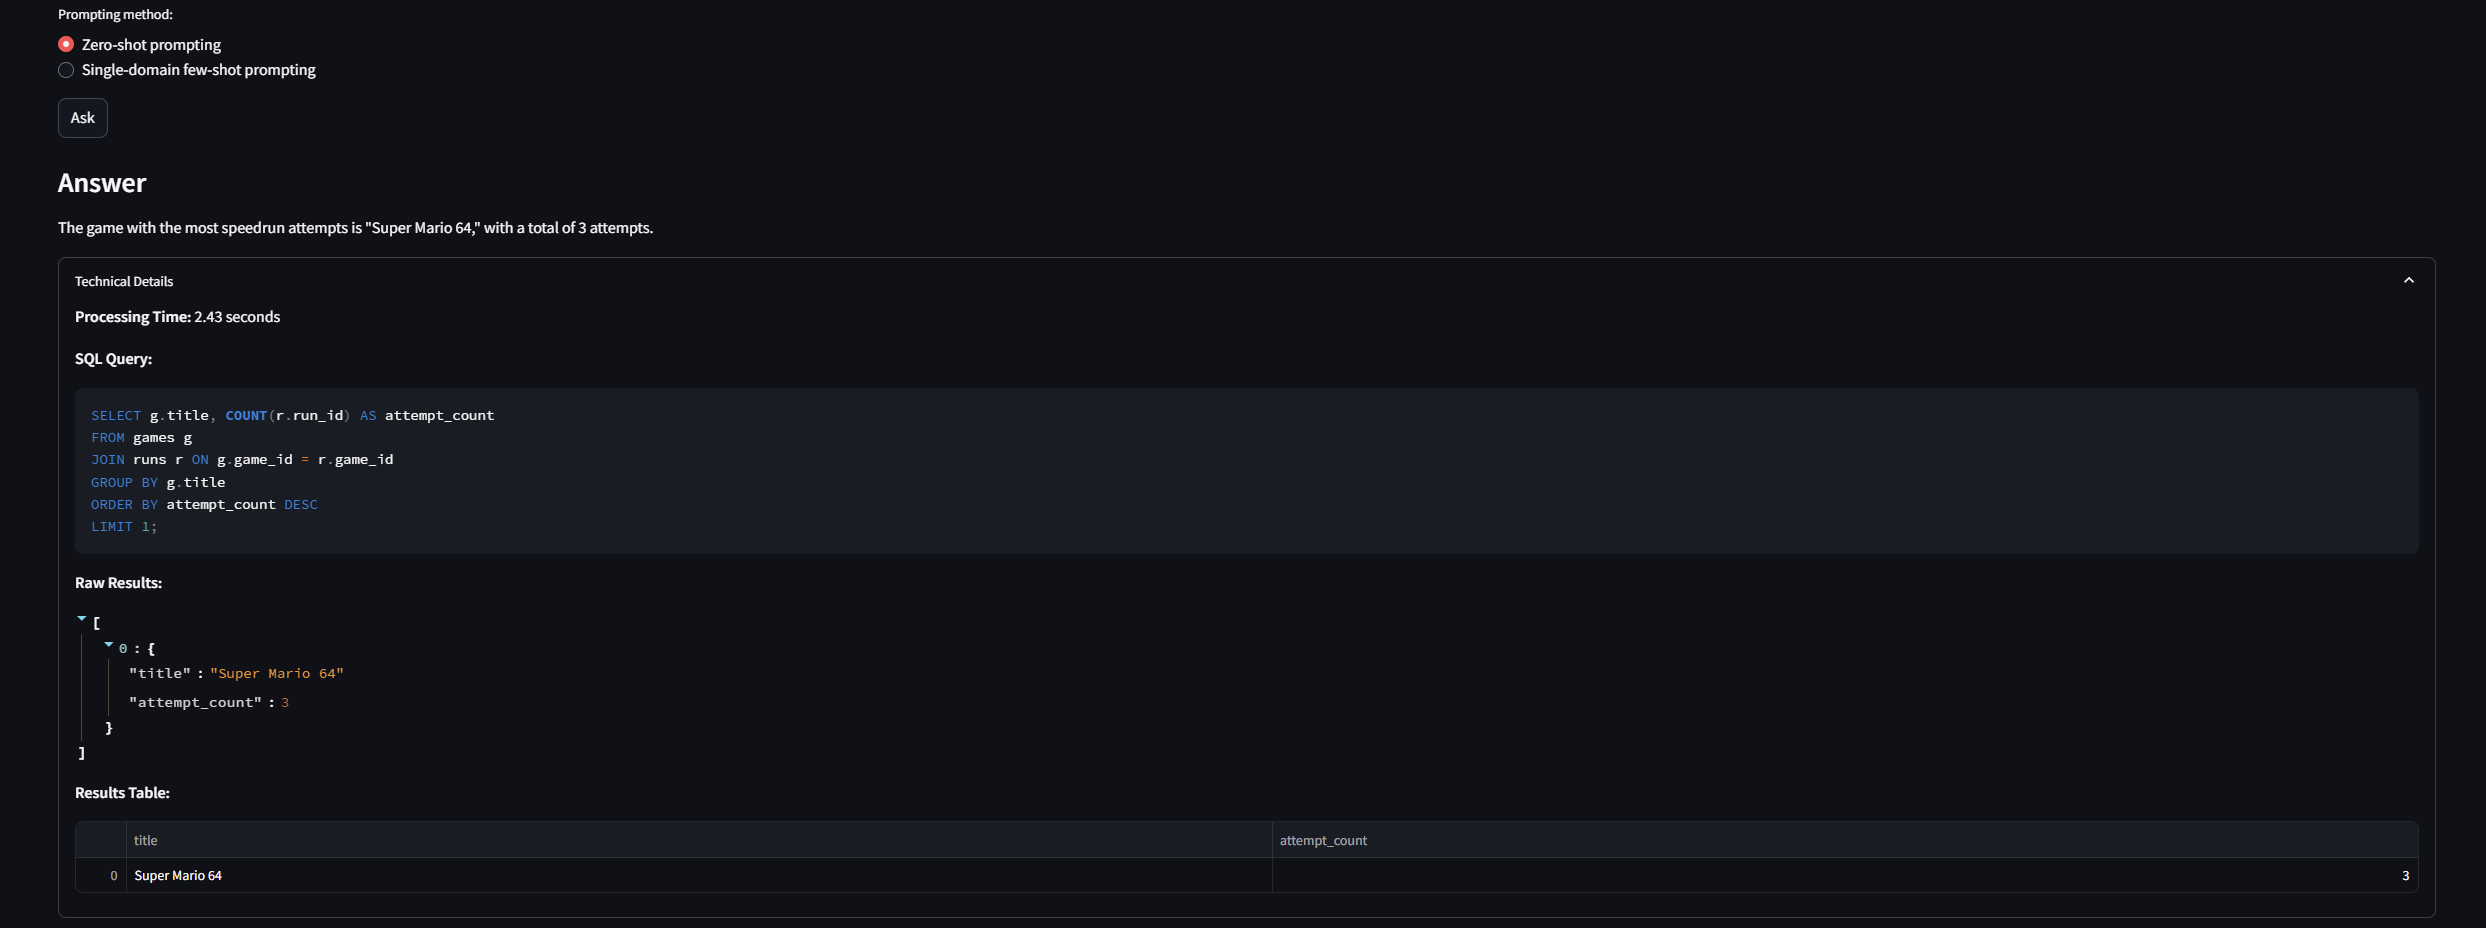 Prompting method:
Zero-shot prompting
Single-domain few-shot prompting
Ask
Answer
The game with the most speedrun attempts is "Super Mario 64," with a total of 3 attempts.
Technical Details
Processing Time: 2.43 seconds
SQL Query:
SELECT g.title, COUNT(r.run_id) AS attempt_count
FROM games g
JOIN runs r ON g.game_id = r.game_id
GROUP BY g.title
ORDER BY attempt_count DESC
LIMIT 1;
Raw Results:
[
0 : {
"title" : "Super Mario 64"
"attempt_count" : 3
}
]
Results Table:
title attempt_count
0 Super Mario 64 3